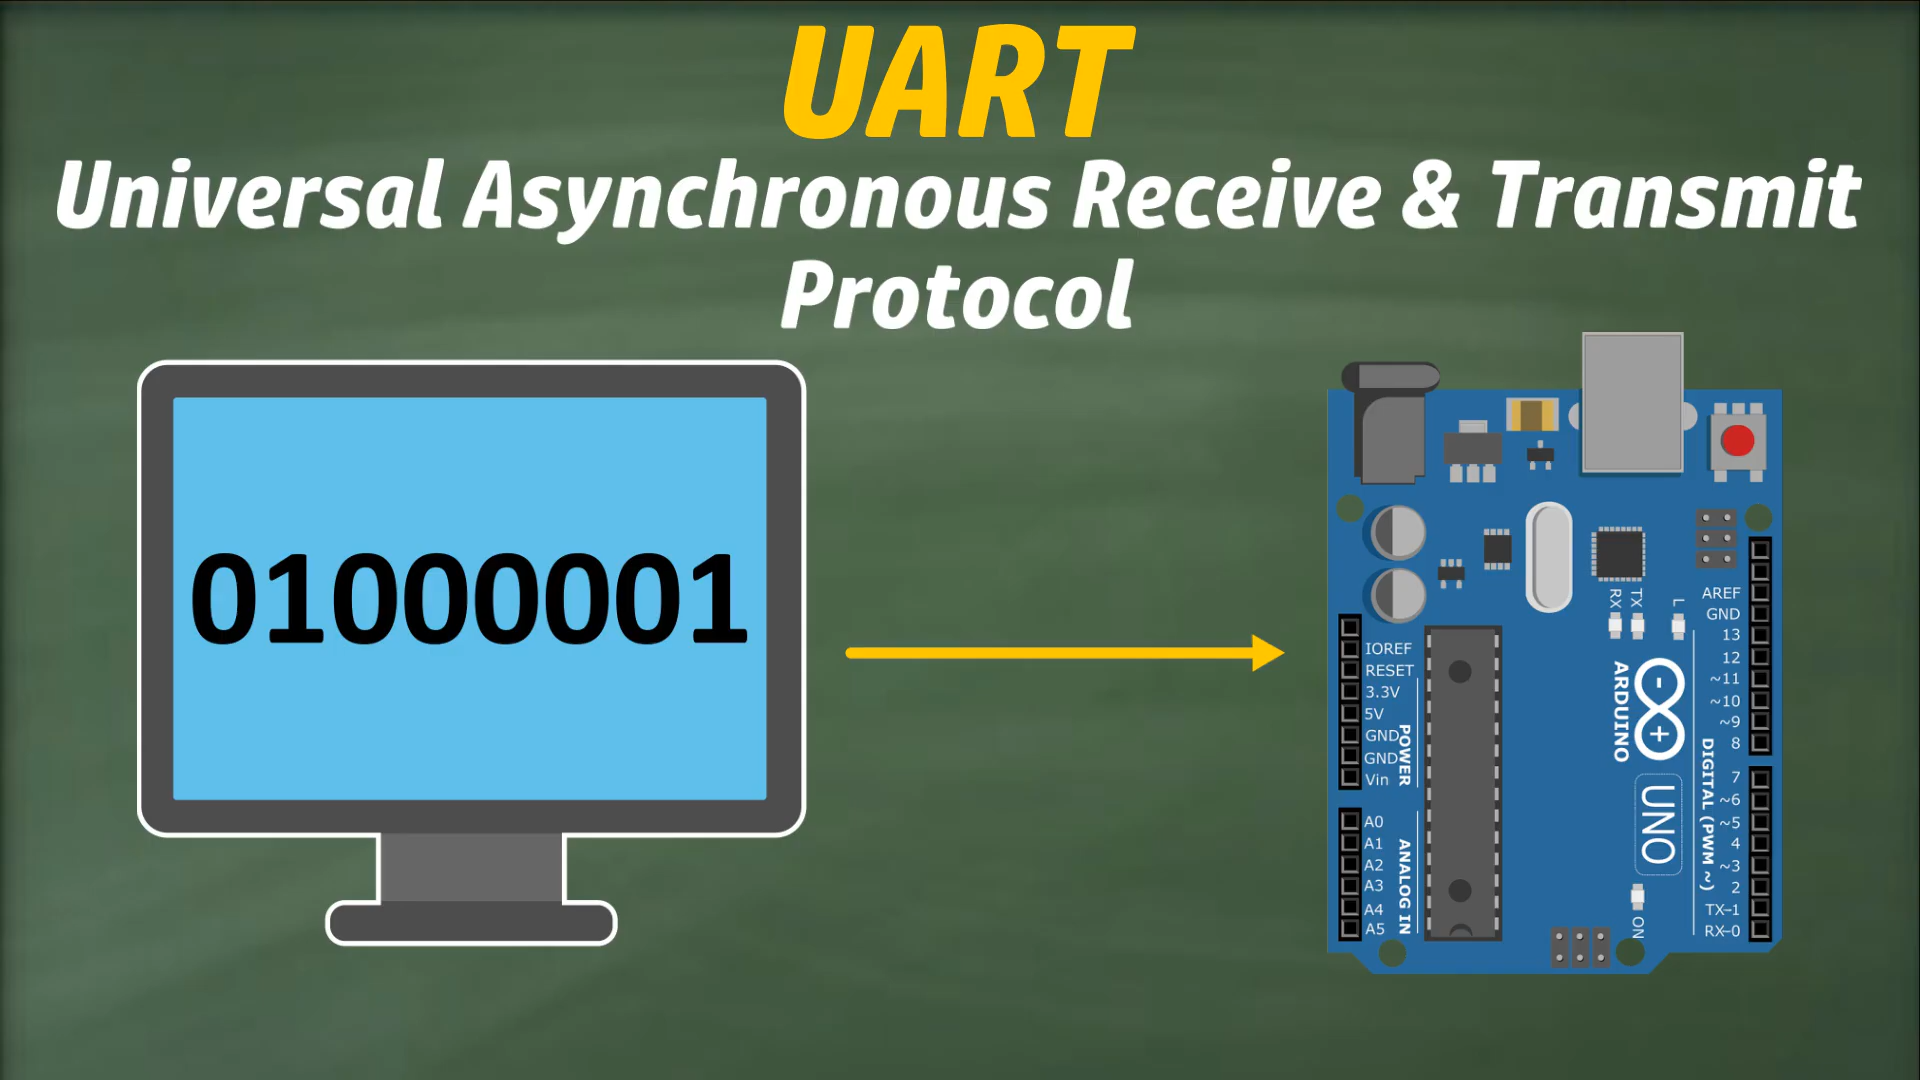 UART
Universal Asynchronous Receive & Transmit
Protocol
01000001
RX
TX
L
AREF
GND
13
12
~11
~10
~9
8
7
~6
~5
4
~3
2
TX→1
RX←0
IOREF
RESET
3.3V
5V
GND
GND
Vin
POWER
A0
A1
A2
A3
A4
A5
ANALOG IN
ARDUINO
- +
UNO
DIGITAL (PWM ~)
ON